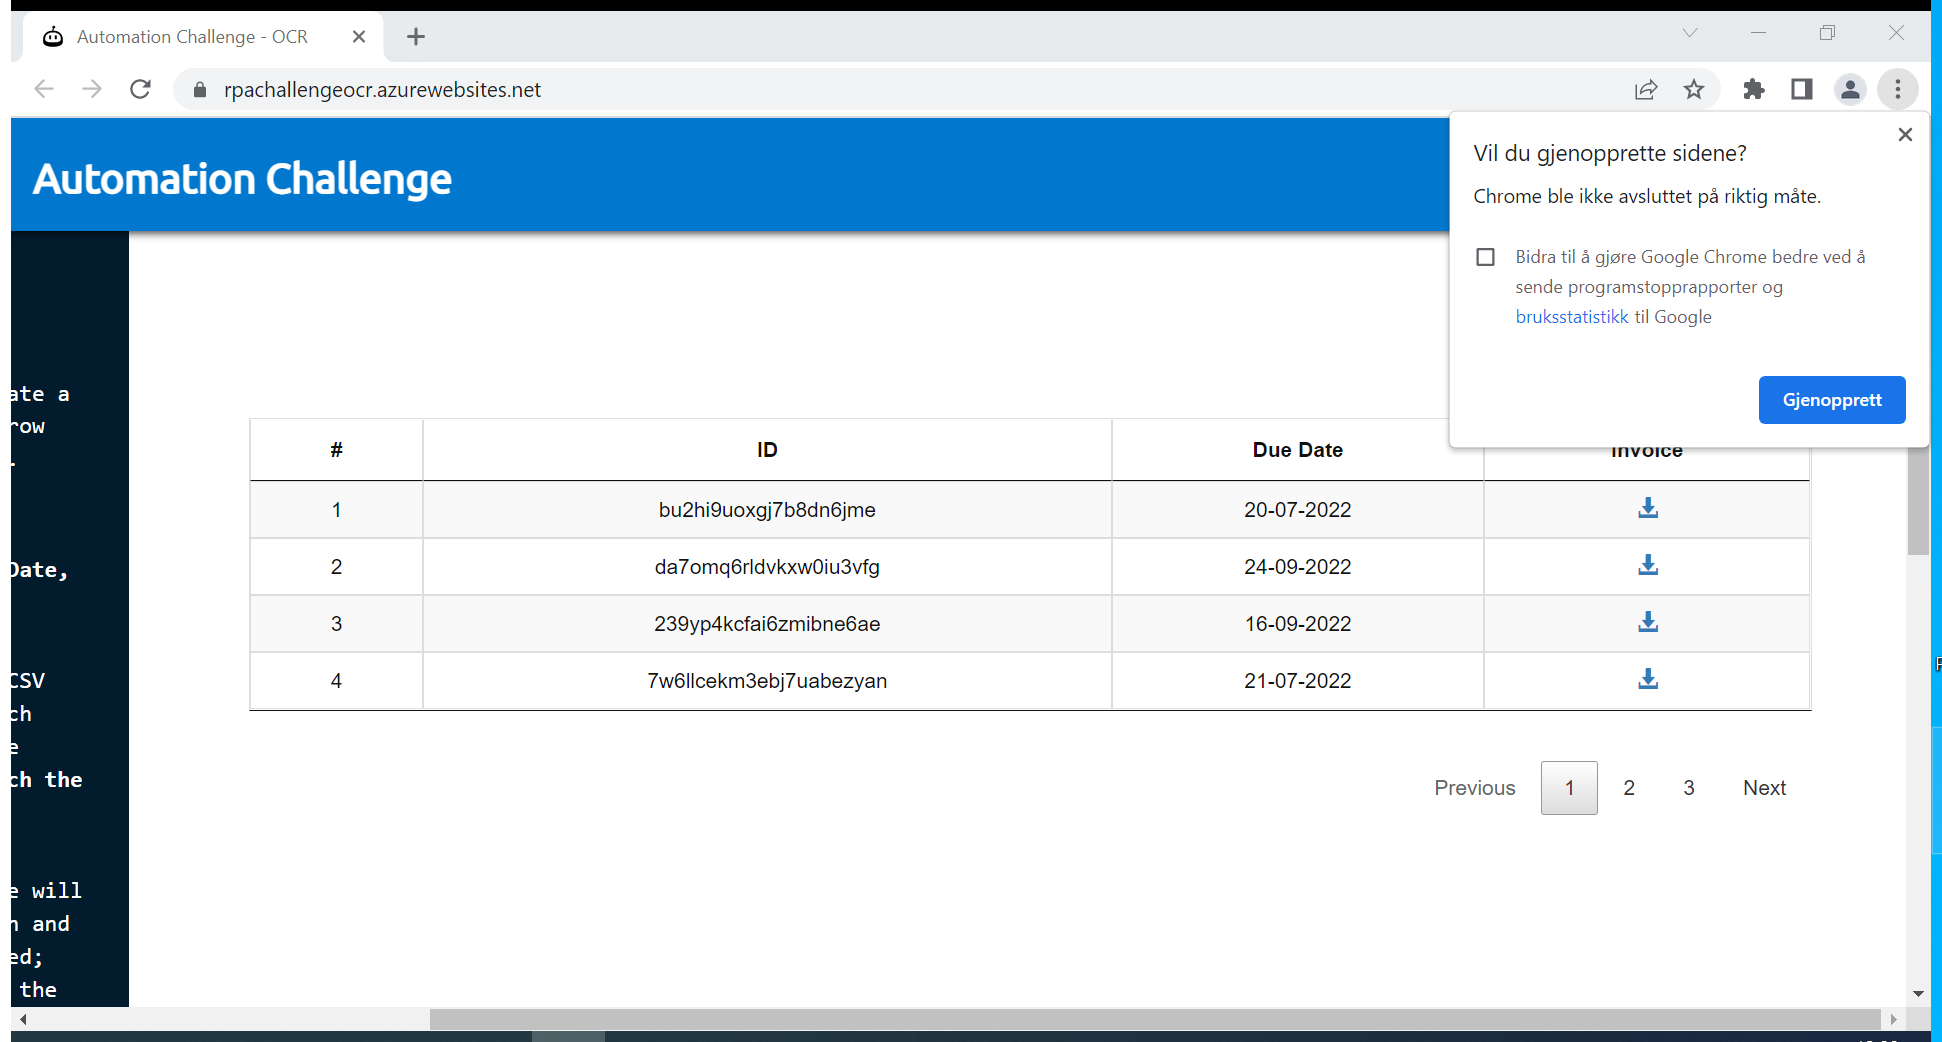 Automation Challenge - OCR
rpachallengeocr.azurewebsites.net
Automation Challenge
Vil du gjenopprette sidene?
Chrome ble ikke avsluttet på riktig måte.
Bidra til å gjøre Google Chrome bedre ved å
sende programstopprapporter og
bruksstatistikk til Google
Gjenopprett
ate a
row
.
Date,
CSV
ch
e
ch the
e will
n and
ed;
the
# ID Due Date Invoice
1 bu2hi9uoxgj7b8dn6jme 20-07-2022
2 da7omq6rldvkxw0iu3vfg 24-09-2022
3 239yp4kcfai6zmibne6ae 16-09-2022
4 7w6llcekm3ebj7uabezyan 21-07-2022
Previous 1 2 3 Next